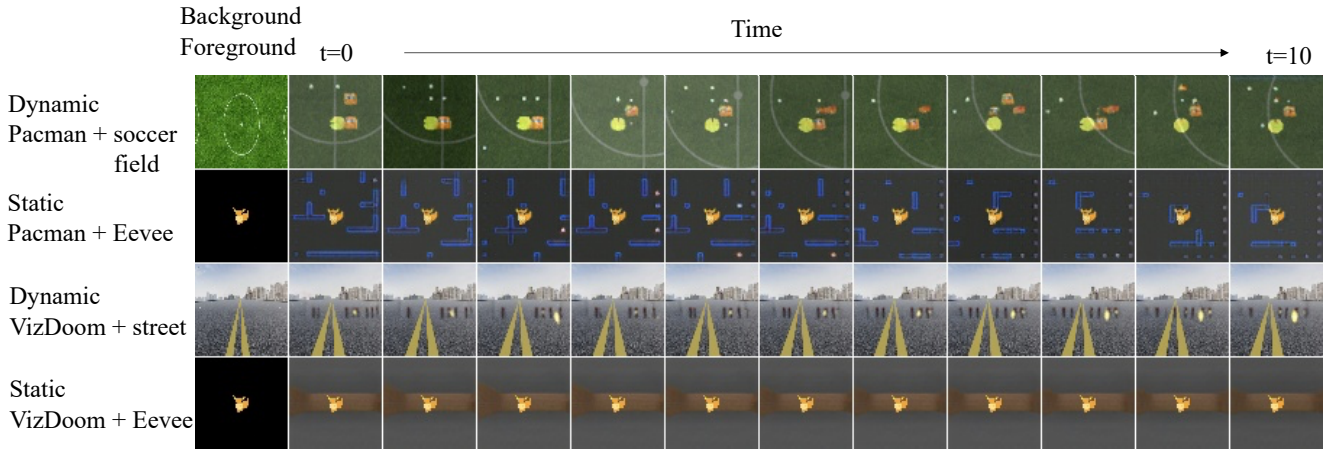 Background
Foreground
t=0
Time
t=10
Dynamic
Pacman + soccer
field
Static
Pacman + Eevee
Dynamic
VizDoom + street
Static
VizDoom + Eevee